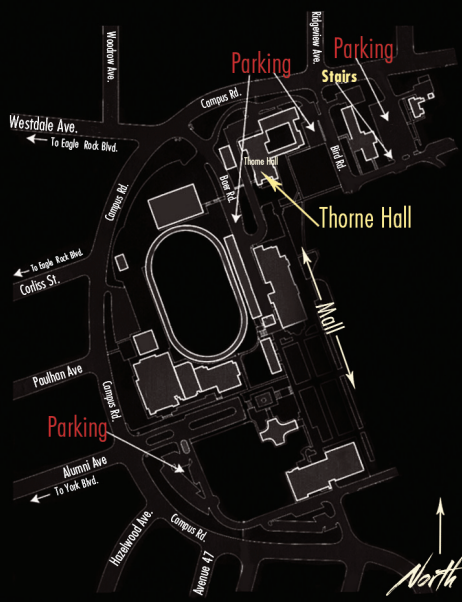 Woodrow Ave.
Ridgeview Ave.
Parking
Parking
Stairs
Campus Rd.
Westdale Ave.
To Eagle Rock Blvd.
Thorne Hall
Bird Rd.
Campus Rd.
Baer Rd.
Thorne Hall
To Eagle Rock Blvd.
Corliss St.
Mall
Paulhan Ave
Campus Rd.
Parking
Alumni Ave
To York Blvd.
Hazelwood Ave.
Campus Rd.
Avenue 47
North